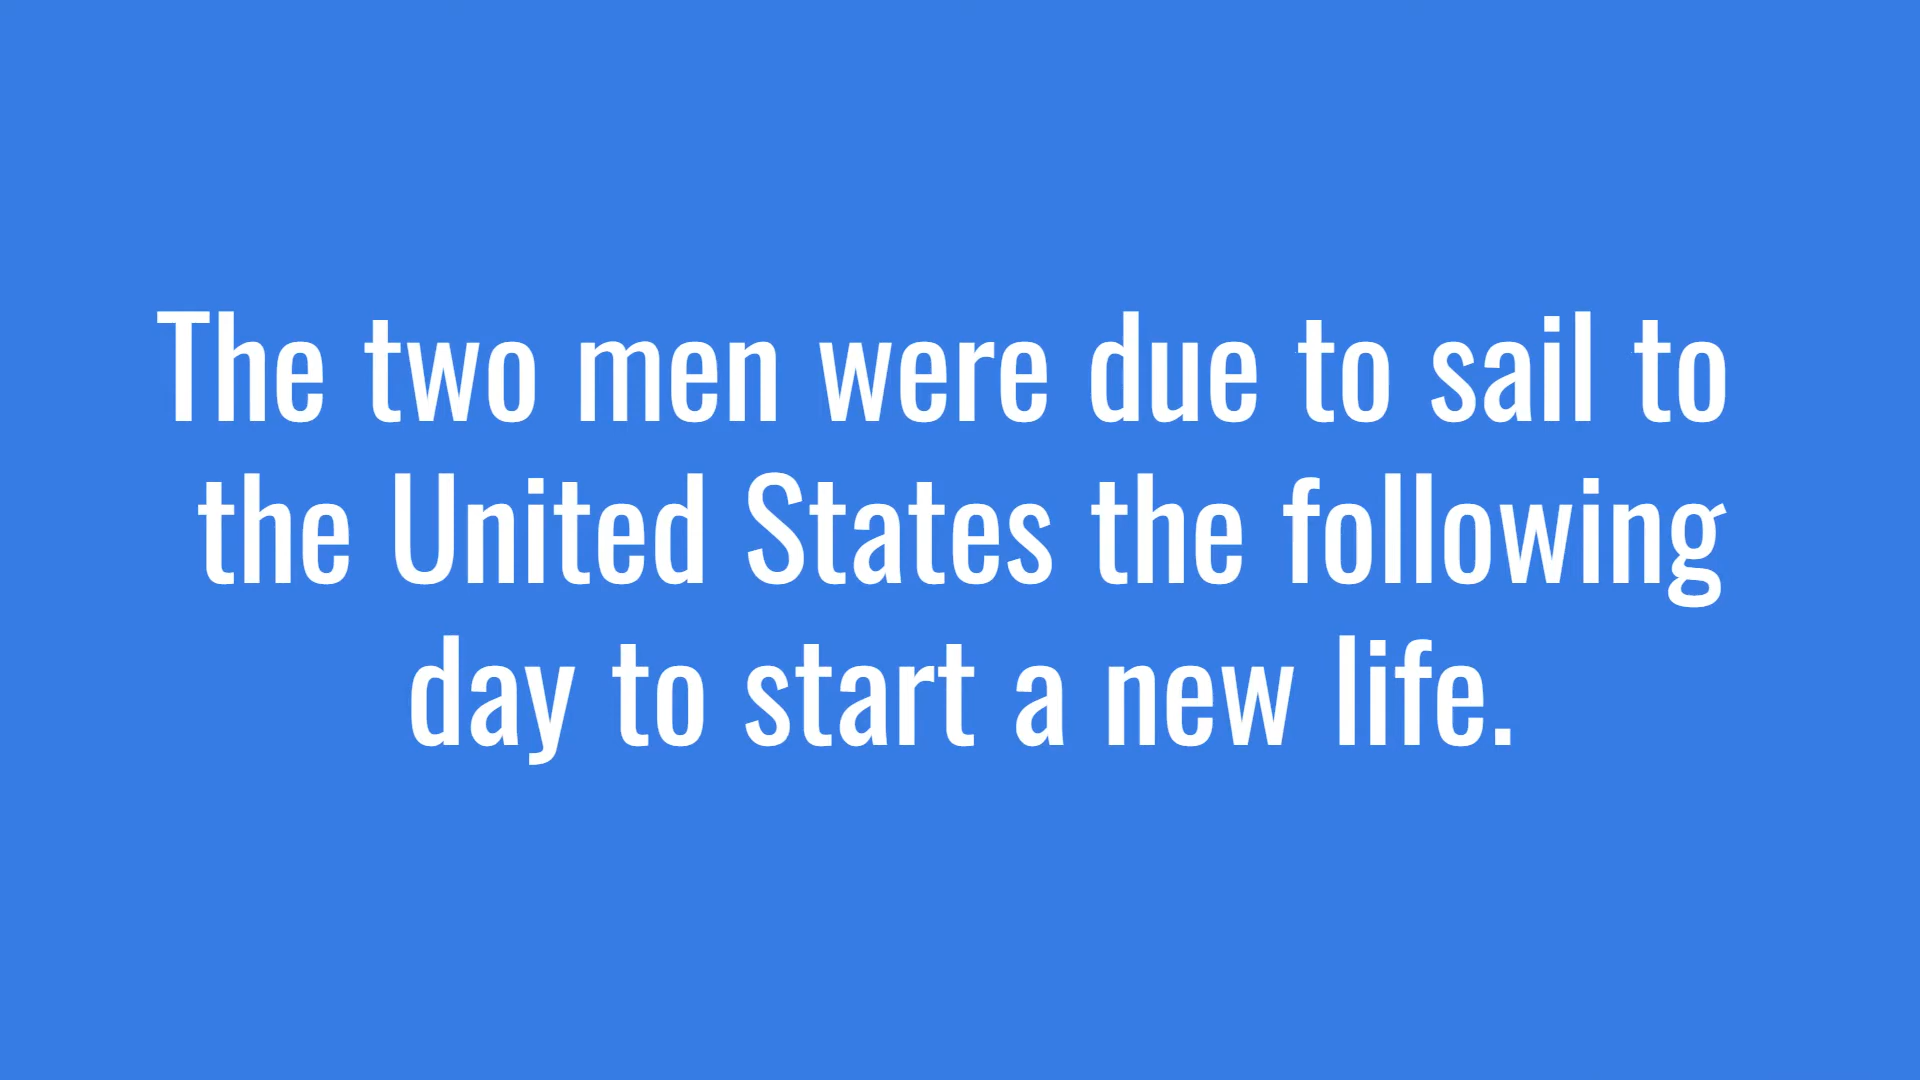 The two men were due to sail to
the United States the following
day to start a new life.